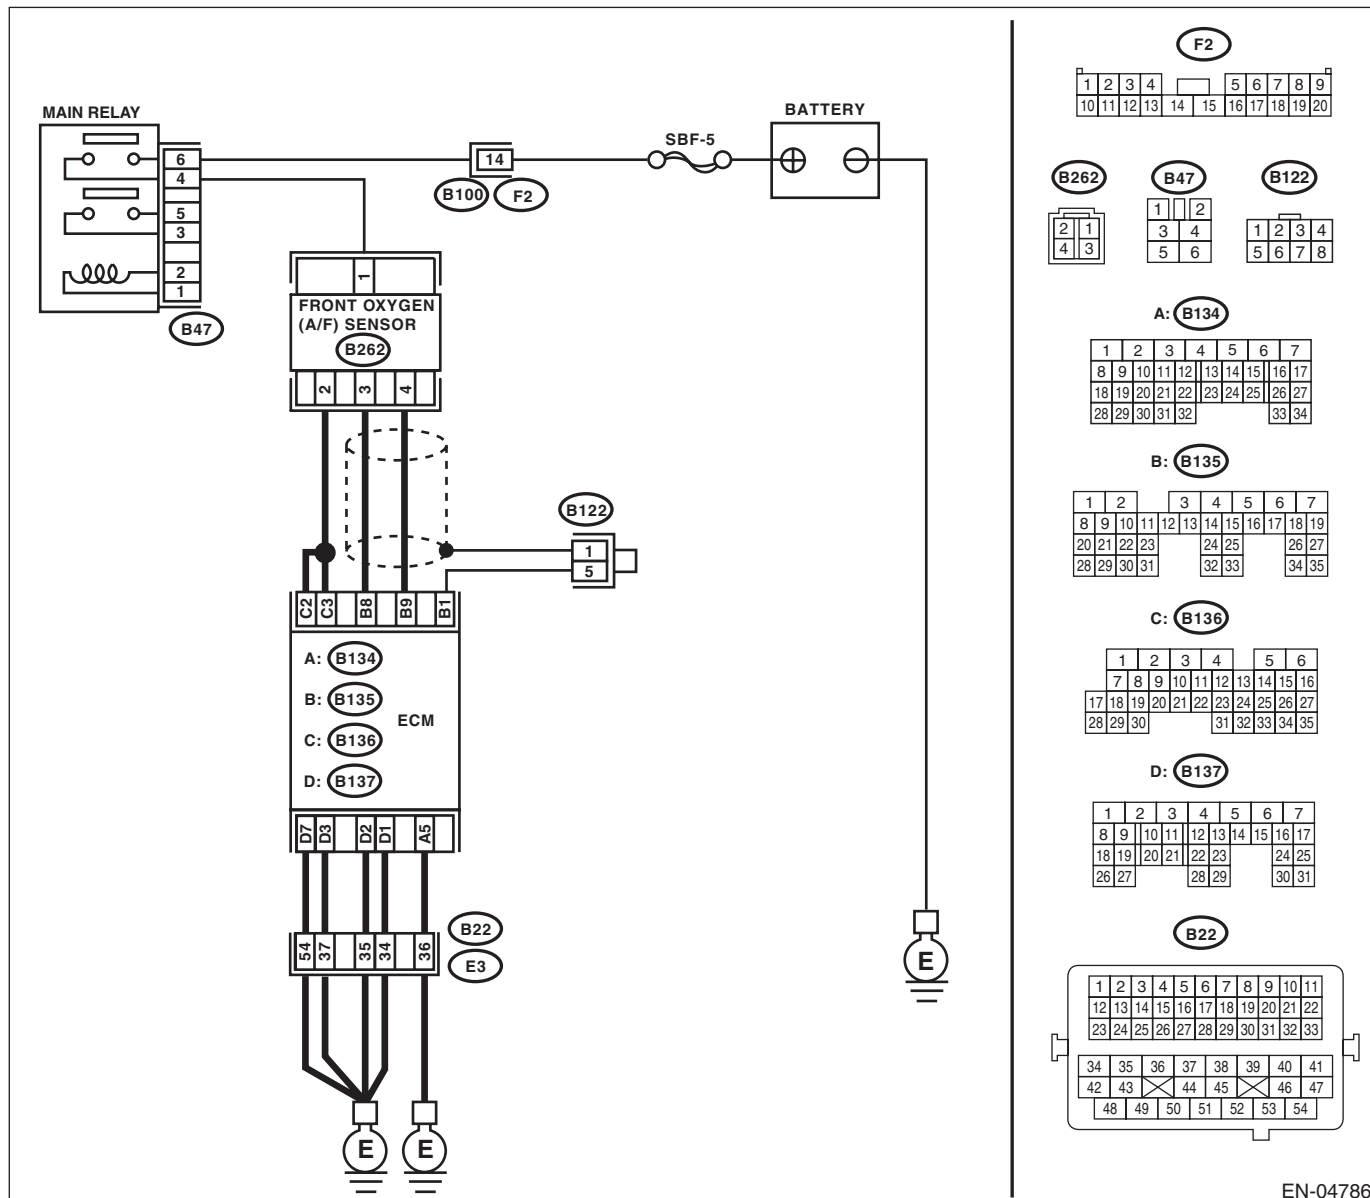 MAIN RELAY
6
4
5
3
2
1
B47
14
B100 F2
SBF-5
BATTERY
1
FRONT OXYGEN
(A/F) SENSOR
B262
2 3 4
B122
1
5
C2 C3 B8 B9 B1
A: B134
B: B135
C: B136
D: B137
ECM
D7 D3 D2 D1 A5
B22
E3
54 37 35 34 36
E E
E
F2
1 2 3 4 5 6 7 8 9
10 11 12 13 14 15 16 17 18 19 20
B262
2 1
4 3
B47
1 2
3 4
5 6
B122
1 2 3 4
5 6 7 8
A: B134
1 2 3 4 5 6 7
8 9 10 11 12 13 14 15 16 17
18 19 20 21 22 23 24 25 26 27
28 29 30 31 32 33 34
B: B135
1 2 3 4 5 6 7
8 9 10 11 12 13 14 15 16 17 18 19
20 21 22 23 24 25 26 27
28 29 30 31 32 33 34 35
C: B136
1 2 3 4 5 6
7 8 9 10 11 12 13 14 15 16
17 18 19 20 21 22 23 24 25 26 27
28 29 30 31 32 33 34 35
D: B137
1 2 3 4 5 6 7
8 9 10 11 12 13 14 15 16 17
18 19 20 21 22 23 24 25
26 27 28 29 30 31
B22
1 2 3 4 5 6 7 8 9 10 11
12 13 14 15 16 17 18 19 20 21 22
23 24 25 26 27 28 29 30 31 32 33
34 35 36 37 38 39 40 41
42 43 44 45 46 47
48 49 50 51 52 53 54
EN-04786